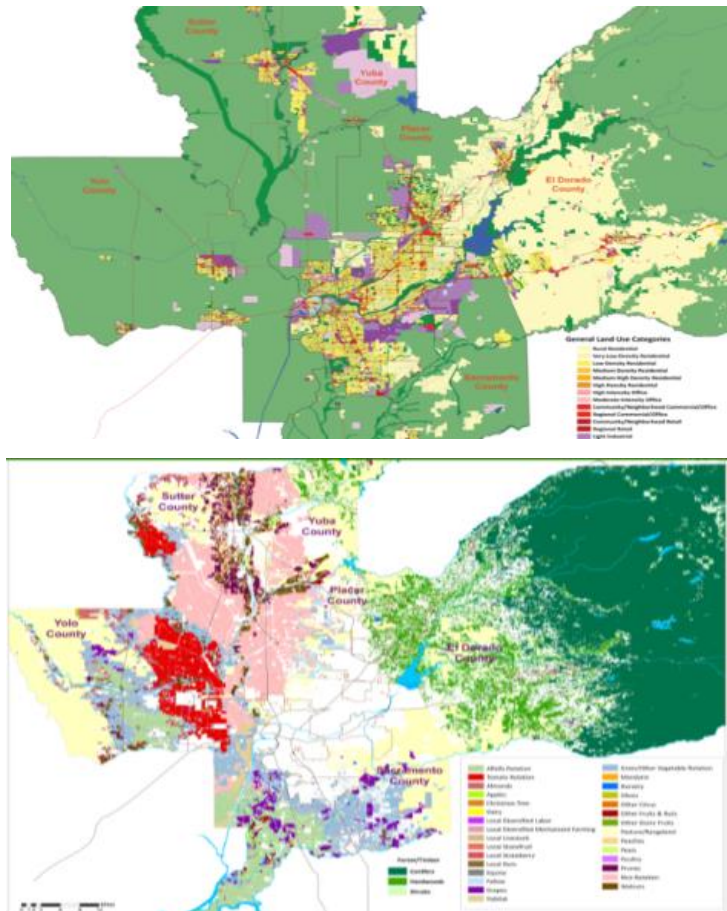 Sutter
County
Yuba
County
Placer
County
Yolo
County
El Dorado
County
Sacramento
County
General Land Use Categories
Rural Residential
Very Low Density Residential
Low Density Residential
Medium Density Residential
Medium High Density Residential
High Density Residential
High Intensity Office
Moderate Intensity Office
Community/Neighborhood Commercial/Office
Regional Commercial/Office
Community/Neighborhood Retail
Regional Retail
Light Industrial
Sutter
County
Yuba
County
Placer
County
Yolo
County
El Dorado
County
Sacramento
County
Forest/Timber
Conifers
Hardwoods
Shrubs
Alfalfa Rotation
Tomato Rotation
Almonds
Apples
Christmas Tree
Dairy
Local Diversified Labor
Local Diversified Mechanized Farming
Local Livestock
Local Stonefruit
Local Strawberry
Local Nuts
Equine
Fallow
Grapes
Mandarin
Nursery
Olives
Other Citrus
Other Fruits & Nuts
Other Stone Fruits
Pasture/Rangeland
Peaches
Pears
Poultry
Prunes
Rice Rotation
Walnuts